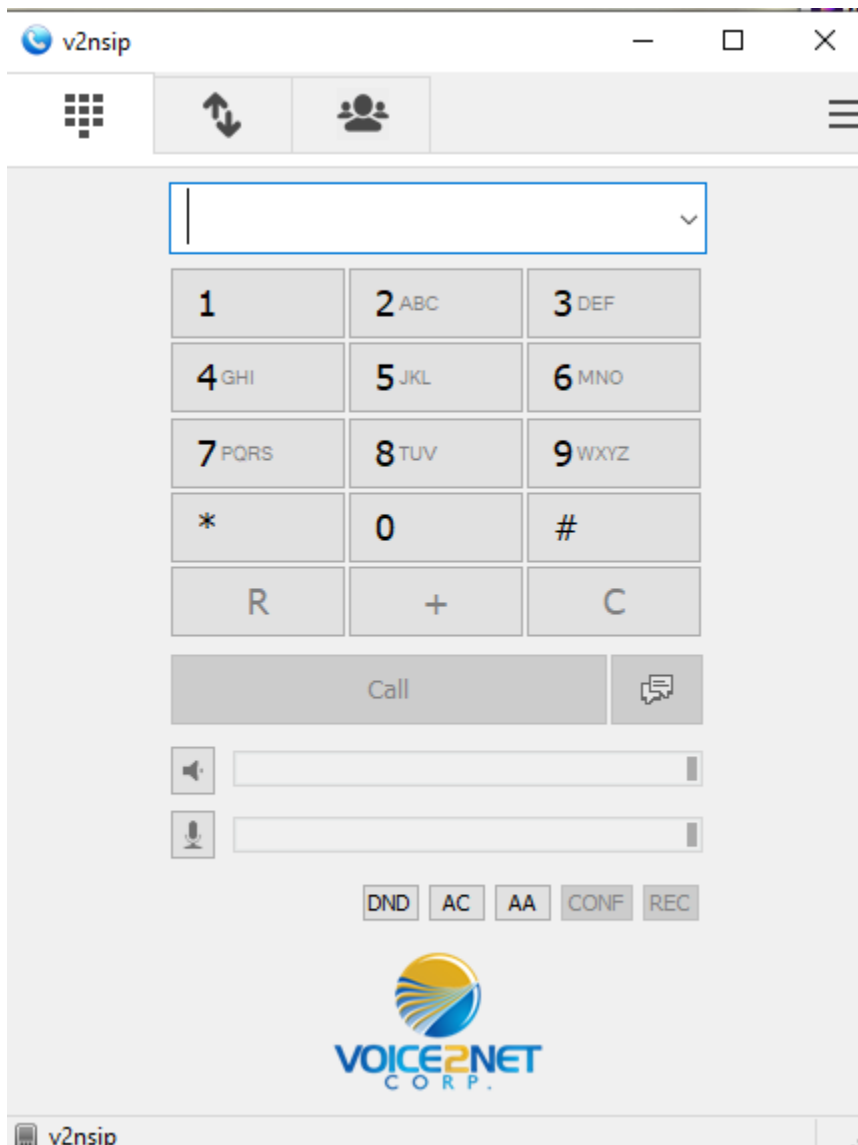 v2nsip
1 2 ABC 3 DEF
4 GHI 5 JKL 6 MNO
7 PQRS 8 TUV 9 WXYZ
* 0 #
R + C
Call
DND AC AA CONF REC
VOICE2NET
CORP.
v2nsip